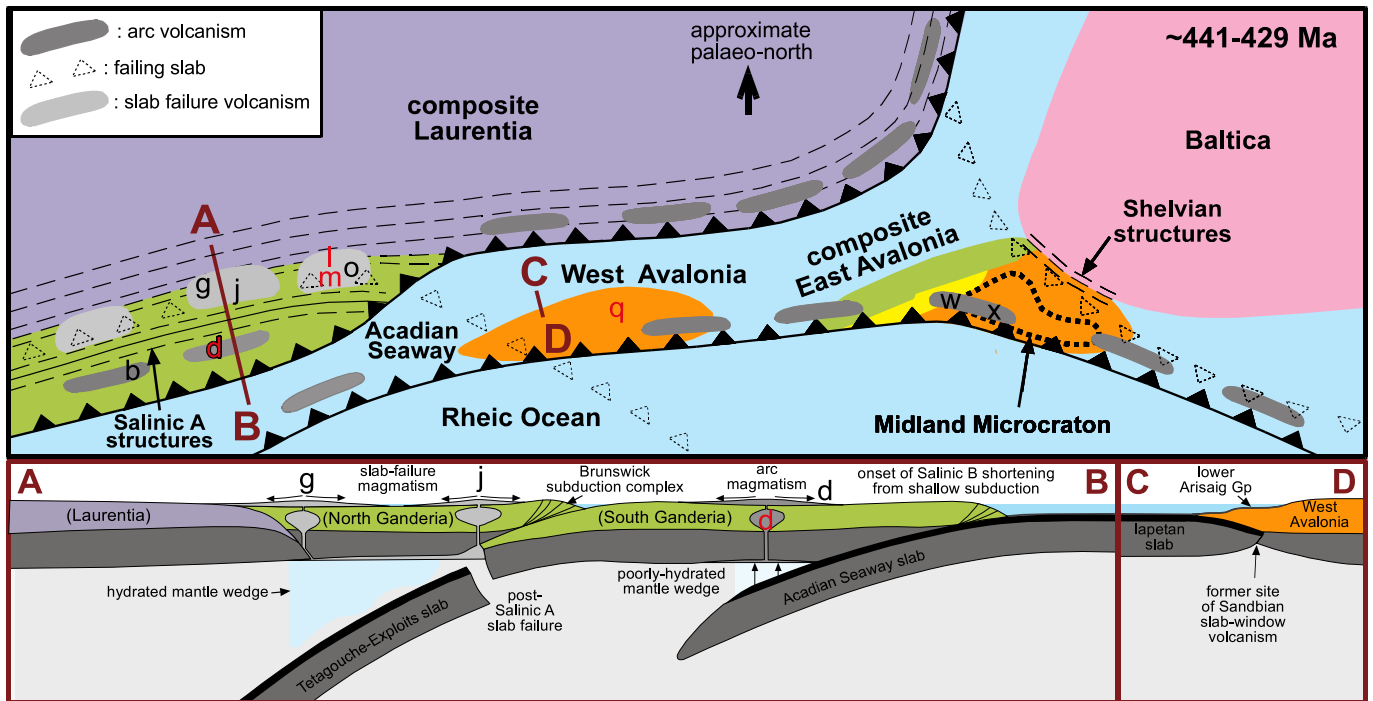 : arc volcanism
: failing slab
: slab failure volcanism
approximate
palaeo-north
~441-429 Ma
composite
Laurentia
Baltica
A
g
j
l
m
o
d
b
B
Salinic A
structures
Acadian
Seaway
C
West Avalonia
q
D
composite
East Avalonia
w
x
Shelvian
structures
Rheic Ocean
Midland Microcraton
A
g
slab-failure
magmatism
j
Brunswick
subduction complex
arc
magmatism
d
onset of Salinic B shortening
from shallow subduction
B
(Laurentia)
(North Ganderia)
(South Ganderia)
d
hydrated mantle wedge
Tetagouche-Exploits slab
post-
Salinic A
slab failure
poorly-hydrated
mantle wedge
Acadian Seaway slab
C
lower
Arisaig Gp
D
Iapetan
slab
West
Avalonia
former site
of Sandbian
slab-window
volcanism